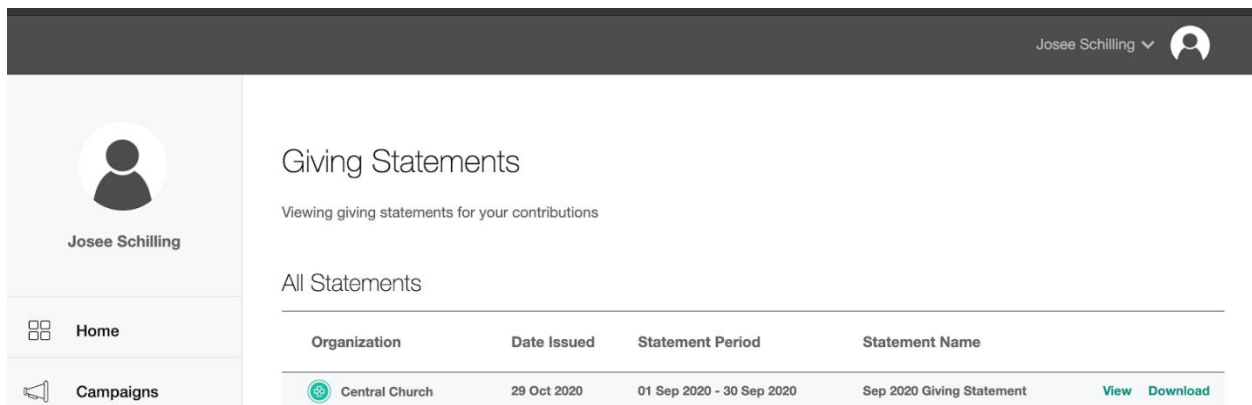 Josee Schilling
Josee Schilling
Home
Campaigns
Giving Statements
Viewing giving statements for your contributions
All Statements
Organization Date Issued Statement Period Statement Name
Central Church 29 Oct 2020 01 Sep 2020 - 30 Sep 2020 Sep 2020 Giving Statement View Download